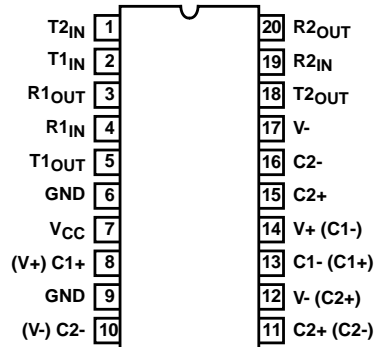 T2IN 1 20 R2OUT
T1IN 2 19 R2IN
R1OUT 3 18 T2OUT
R1IN 4 17 V-
T1OUT 5 16 C2-
GND 6 15 C2+
VCC 7 14 V+ (C1-)
(V+) C1+ 8 13 C1- (C1+)
GND 9 12 V- (C2+)
(V-) C2- 10 11 C2+ (C2-)